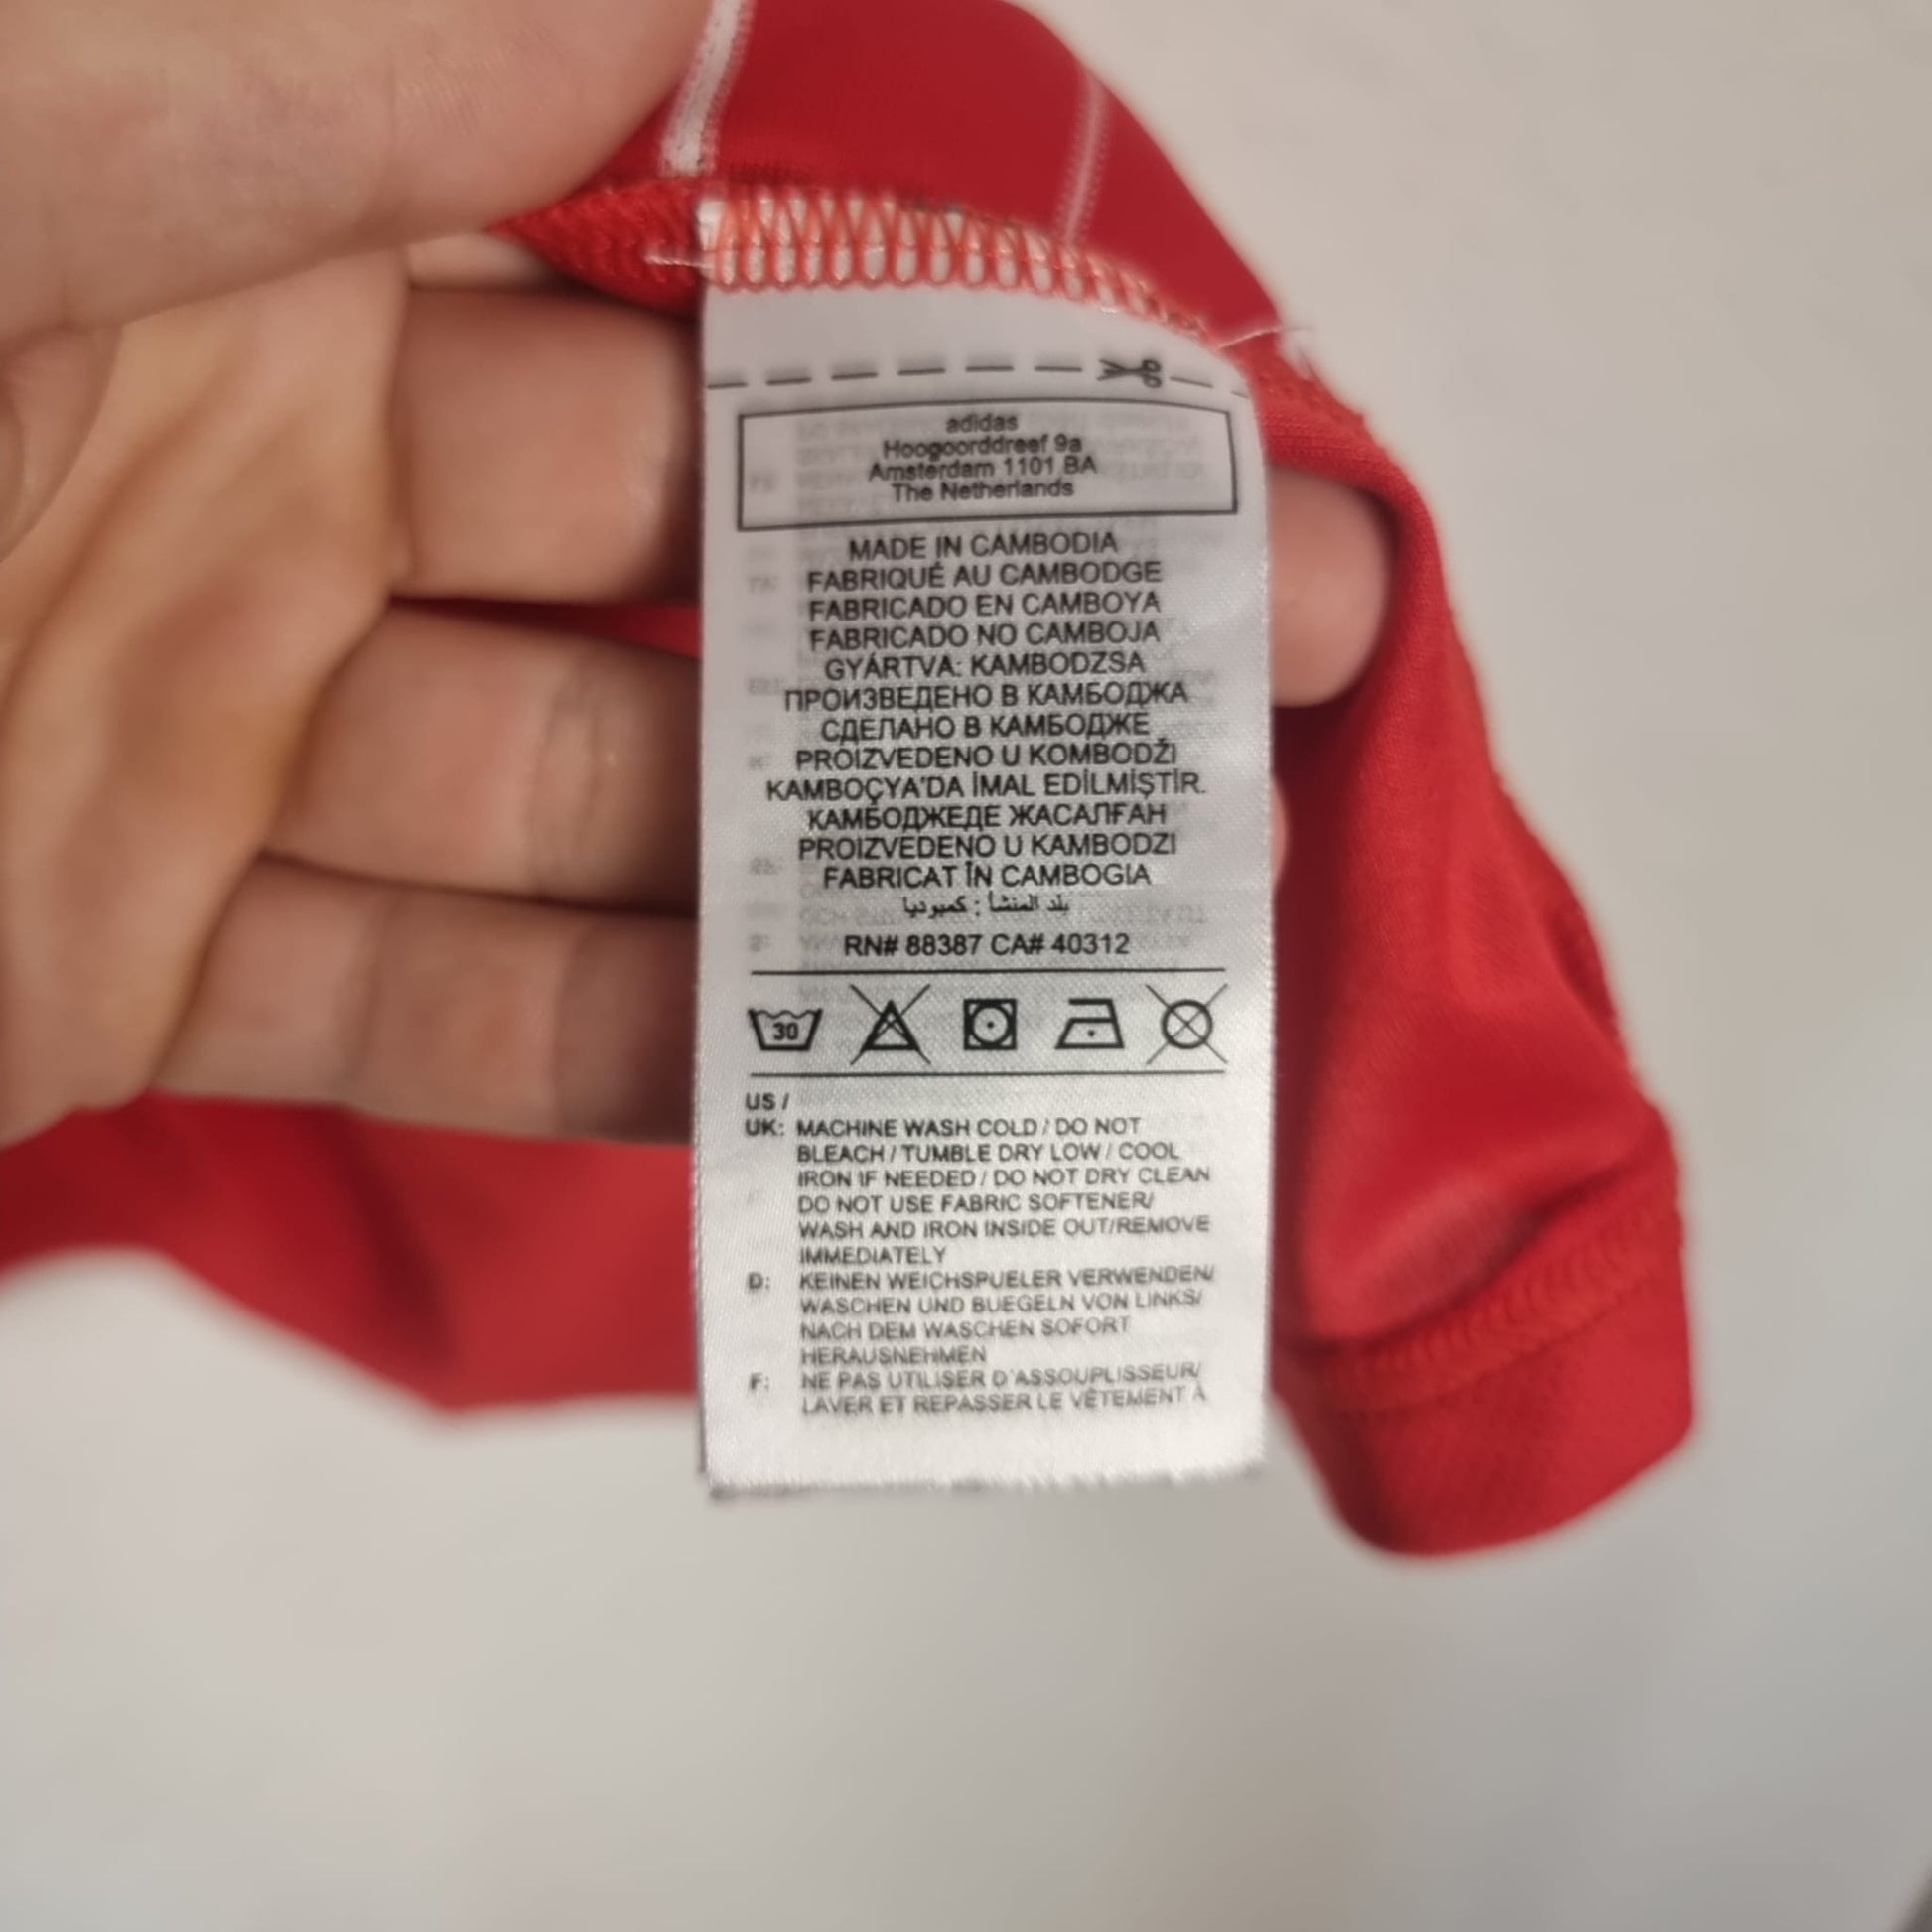 adidas
Hoogoorddreef 9a
Amsterdam 1101 BA
The Netherlands
MADE IN CAMBODIA
FABRIQUÉ AU CAMBODGE
FABRICADO EN CAMBOYA
FABRICADO NO CAMBOJA
GYÁRTVA: KAMBODZSA
ПРОИЗВЕДЕНО В КАМБОДЖА
СДЕЛАНО В КАМБОДЖЕ
PROIZVEDENO U KOMBODŽI
KAMBOÇYA'DA İMAL EDİLMİŞTİR.
КАМБОДЖЕДЕ ЖАСАЛҒАН
PROIZVEDENO U KAMBODZI
FABRICAT ÎN CAMBOGIA
بلد المنشأ : كمبوديا
RN# 88387 CA# 40312
30
US /
UK: MACHINE WASH COLD / DO NOT
BLEACH / TUMBLE DRY LOW / COOL
IRON IF NEEDED / DO NOT DRY CLEAN
DO NOT USE FABRIC SOFTENER/
WASH AND IRON INSIDE OUT/REMOVE
IMMEDIATELY
D: KEINEN WEICHSPUELER VERWENDEN/
WASCHEN UND BUEGELN VON LINKS/
NACH DEM WASCHEN SOFORT
HERAUSNEHMEN
F: NE PAS UTILISER D'ASSOUPLISSEUR/
LAVER ET REPASSER LE VÊTEMENT À